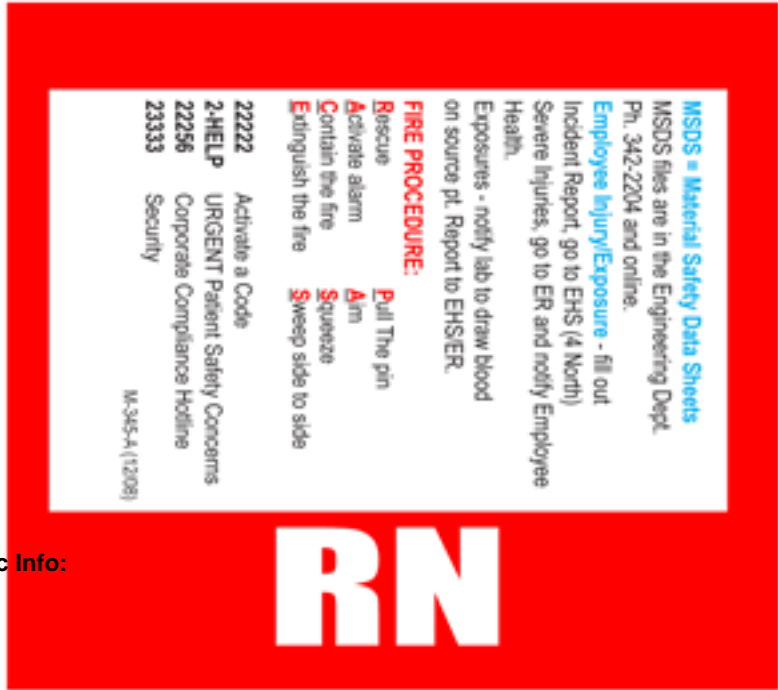 MSDS = Material Safety Data Sheets
MSDS files are in the Engineering Dept.
Ph. 342-2204 and online.
Employee Injury/Exposure - fill out
Incident Report, go to EHS (4 North)
Severe Injuries, go to ER and notify Employee
Health.
Exposures - notify lab to draw blood
on source pt. Report to EHS/ER.
FIRE PROCEDURE:
Rescue Pull The pin
Activate alarm Aim
Contain the fire Squeeze
Extinguish the fire Sweep side to side
22222 Activate a Code
2-HELP URGENT Patient Safety Concerns
22256 Corporate Compliance Hotline
23333 Security
M-345-A (12/08)
RN
c Info: